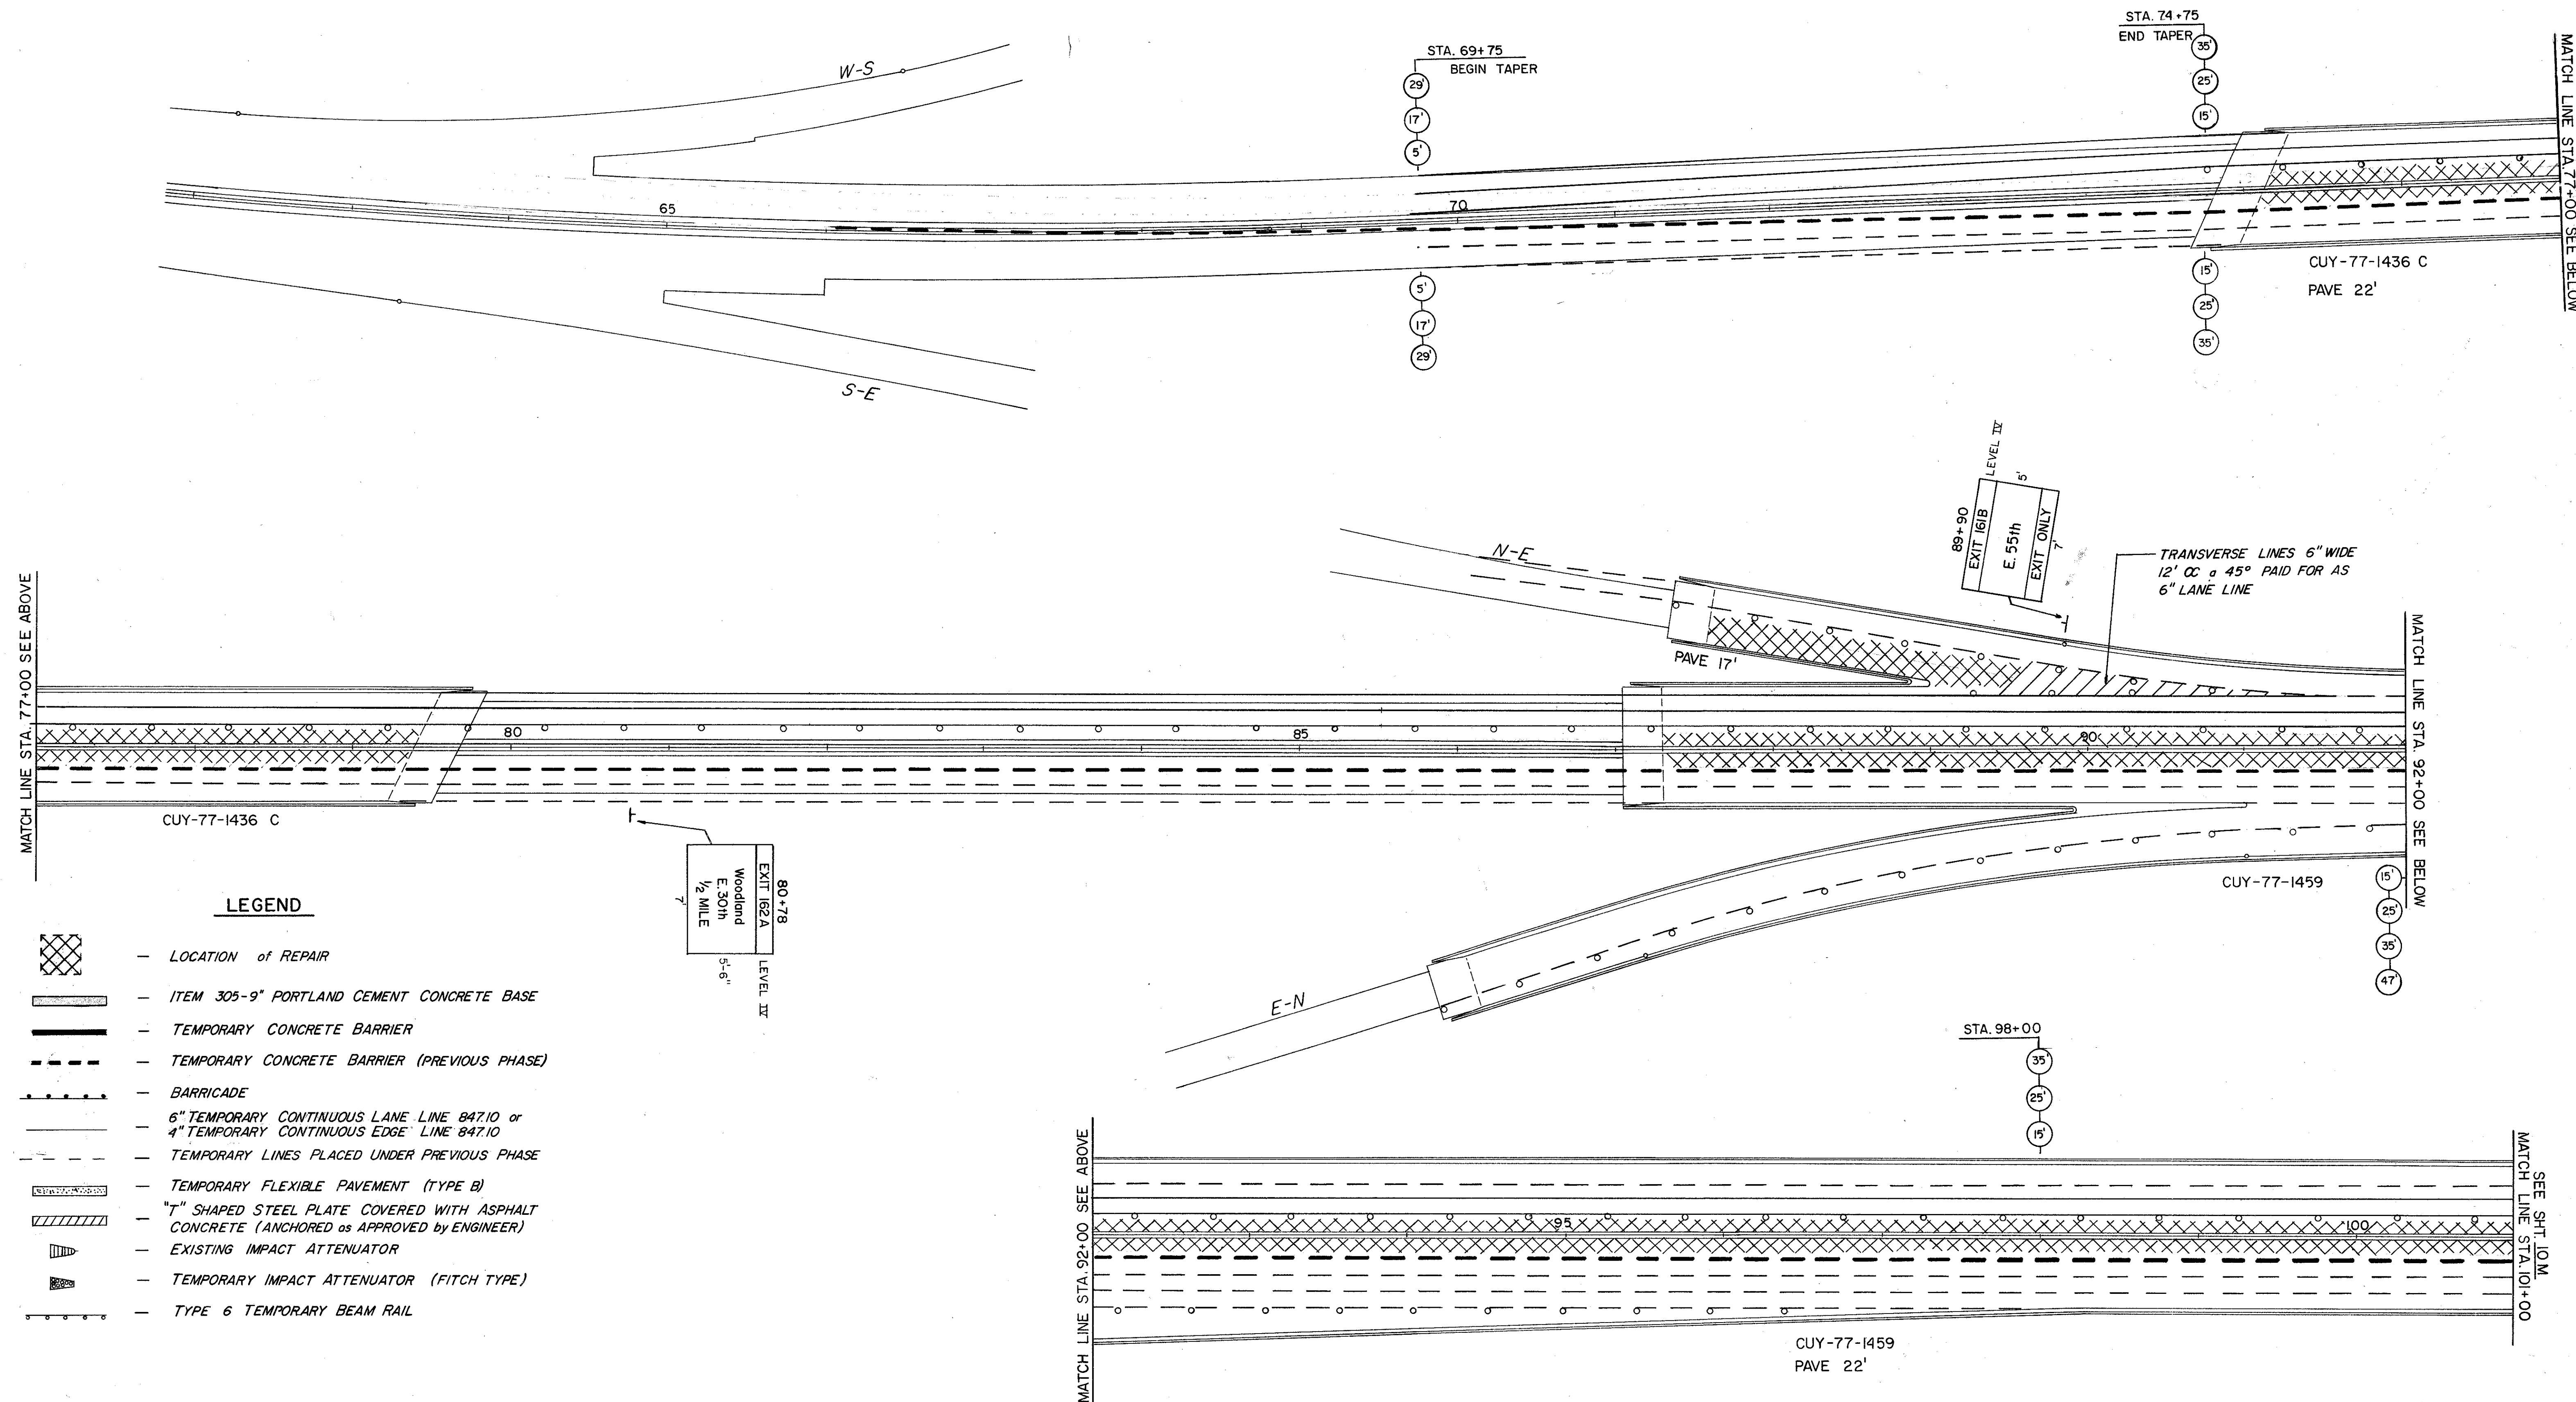 STA. 74+75
END TAPER
35'
25'
15'
STA. 69+75
BEGIN TAPER
29'
17'
5'
W-S
65
70
MATCH LINE STA. 77+00 SEE BELOW
CUY-77-1436 C
PAVE 22'
5'
17'
29'
15'
25'
35'
S-E
MATCH LINE STA. 77+00 SEE ABOVE
N-E
89+90
EXIT 161B
E. 55th
EXIT ONLY
LEVEL IV
5'
7'
TRANSVERSE LINES 6" WIDE
12' OC a 45° PAID FOR AS
6" LANE LINE
PAVE 17'
80
85
90
MATCH LINE STA. 92+00 SEE BELOW
CUY-77-1436 C
80+78
EXIT 162A
Woodland
E. 30th
1/2 MILE
7'
5'-6"
LEVEL IV
CUY-77-1459
15'
25'
35'
47'
E-N
LEGEND
— LOCATION of REPAIR
— ITEM 305-9" PORTLAND CEMENT CONCRETE BASE
— TEMPORARY CONCRETE BARRIER
— TEMPORARY CONCRETE BARRIER (PREVIOUS PHASE)
— BARRICADE
— 6" TEMPORARY CONTINUOUS LANE LINE 847.10 or
4" TEMPORARY CONTINUOUS EDGE LINE 847.10
— TEMPORARY LINES PLACED UNDER PREVIOUS PHASE
— TEMPORARY FLEXIBLE PAVEMENT (TYPE B)
— "T" SHAPED STEEL PLATE COVERED WITH ASPHALT
CONCRETE (ANCHORED as APPROVED by ENGINEER)
— EXISTING IMPACT ATTENUATOR
— TEMPORARY IMPACT ATTENUATOR (FITCH TYPE)
— TYPE 6 TEMPORARY BEAM RAIL
STA. 98+00
35'
25'
15'
MATCH LINE STA. 92+00 SEE ABOVE
95
100
MATCH LINE STA. 101+00
SEE SHT. 101M
CUY-77-1459
PAVE 22'